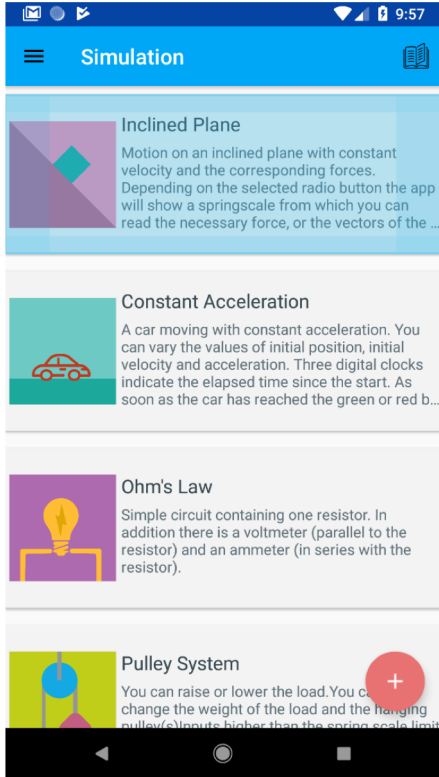 9:57
Simulation
Inclined Plane
Motion on an inclined plane with constant
velocity and the corresponding forces.
Depending on the selected radio button the app
will show a springscale from which you can
read the necessary force, or the vectors of the ...
Constant Acceleration
A car moving with constant acceleration. You
can vary the values of initial position, initial
velocity and acceleration. Three digital clocks
indicate the elapsed time since the start. As
soon as the car has reached the green or red b...
Ohm's Law
Simple circuit containing one resistor. In
addition there is a voltmeter (parallel to the
resistor) and an ammeter (in series with the
resistor).
Pulley System
You can raise or lower the load.You
change the weight of the load and the hanging
pulley(s)Inputs higher than the spring scale limit